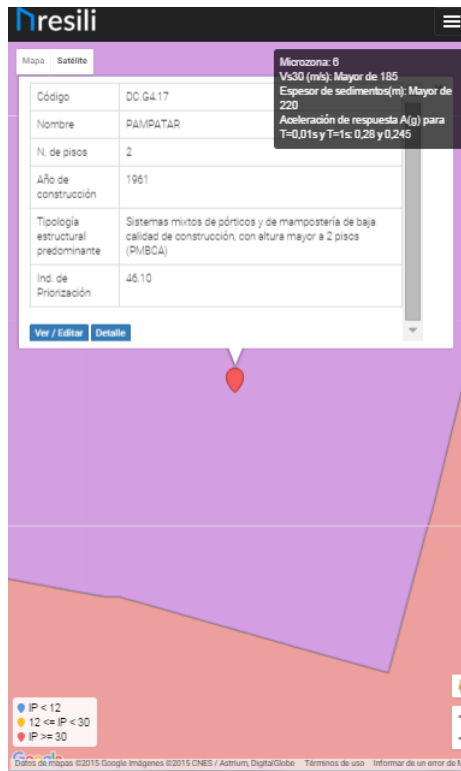 resili
Mapa Satélite
Microzona: 6
Vs30 (m/s): Mayor de 185
Espesor de sedimentos(m): Mayor de
220
Aceleración de respuesta A(g) para
T=0,01s y T=1s: 0,28 y 0,245
Código DC.G4.17
Nombre PAMPATAR
N. de pisos 2
Año de
construcción
1961
Tipología
estructural
predominante
Sistemas mixtos de pórticos y de mampostería de baja
calidad de construcción, con altura mayor a 2 pisos
(PMBCA)
Ind. de
Priorización
46.10
Ver / Editar Detalle
IP < 12
12 <= IP < 30
IP >= 30
Google
Datos de mapas ©2015 Google Imágenes ©2015 CNES / Astrium, DigitalGlobe Términos de uso Informar de un error de M